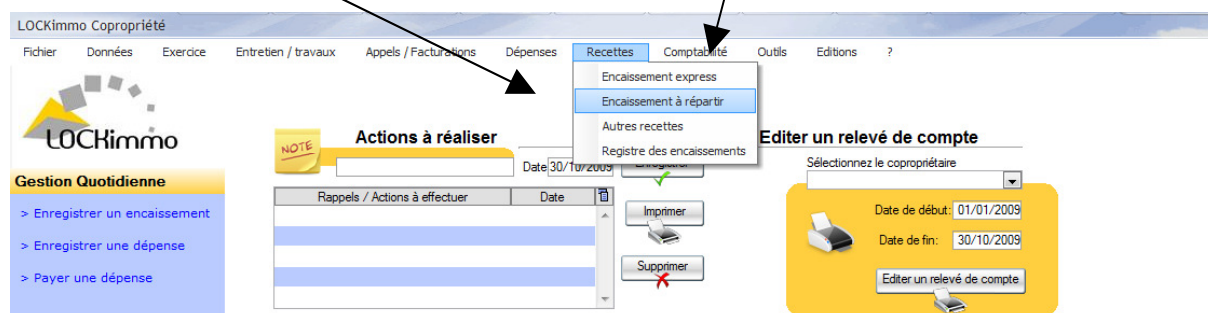 LOCKimmo Copropriété
Fichier Données Exercice Entretien / travaux Appels / Facturations Dépenses Recettes Comptabilité Outils Editions ?
Encaissement express
Encaissement à répartir
Autres recettes
Registre des encaissements
LOCKimmo
NOTE
Actions à réaliser
Date 30/10/2009
Enregistrer
Rappels / Actions à effectuer Date
Imprimer
Supprimer
Editer un relevé de compte
Sélectionnez le copropriétaire
Date de début: 01/01/2009
Date de fin: 30/10/2009
Editer un relevé de compte
Gestion Quotidienne
> Enregistrer un encaissement
> Enregistrer une dépense
> Payer une dépense